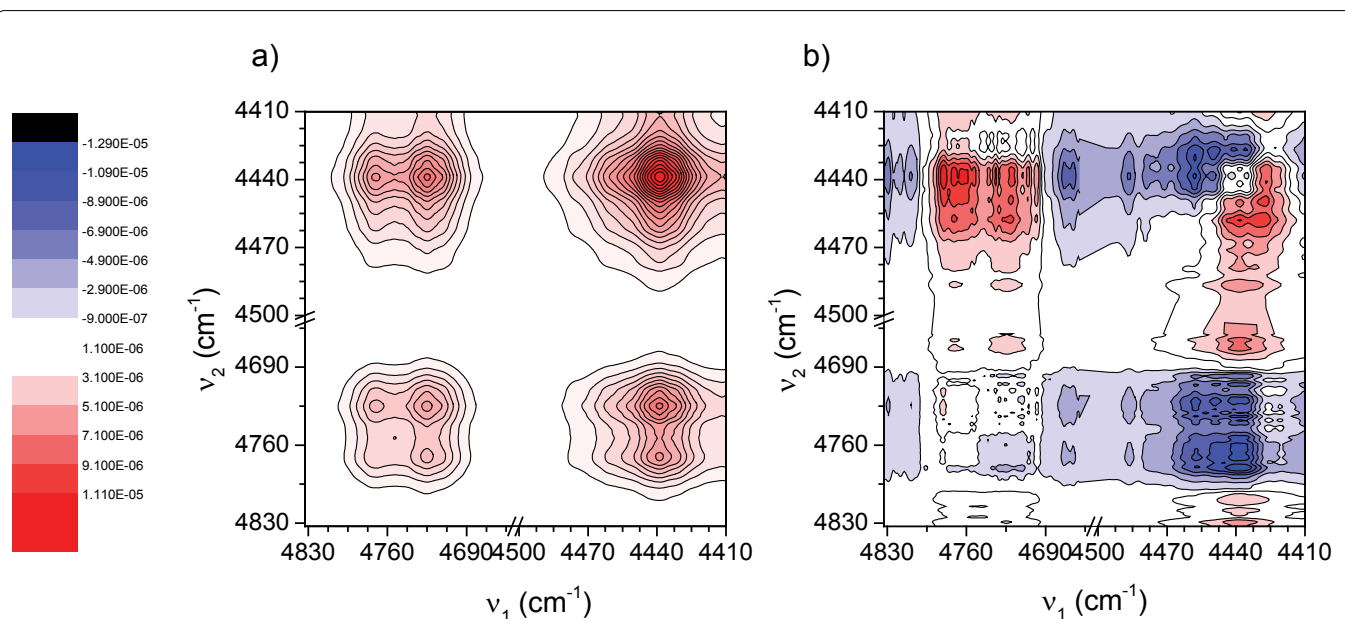 a)
b)
-1.290E-05
-1.090E-05
-8.900E-06
-6.900E-06
-4.900E-06
-2.900E-06
-9.000E-07
1.100E-06
3.100E-06
5.100E-06
7.100E-06
9.100E-06
1.110E-05
4410
4440
4470
4500
4690
4760
4830
ν2 (cm-1)
4830 4760 4690 4500 4470 4440 4410
ν1 (cm-1)
4410
4440
4470
4500
4690
4760
4830
ν2 (cm-1)
4830 4760 4690 4500 4470 4440 4410
ν1 (cm-1)